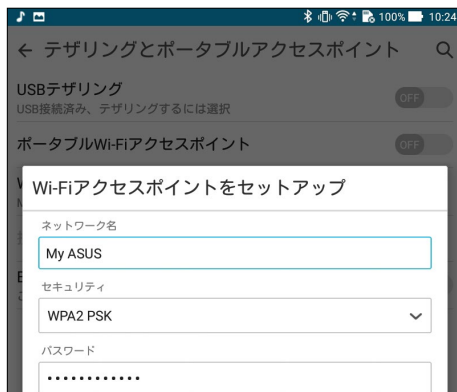 100% 10:24
テザリングとポータブルアクセスポイント
USBテザリング
USB接続済み、テザリングするには選択
OFF
ポータブルWi-Fiアクセスポイント
OFF
Wi-Fiアクセスポイントをセットアップ
ネットワーク名
My ASUS
セキュリティ
WPA2 PSK
パスワード
••••••••••••